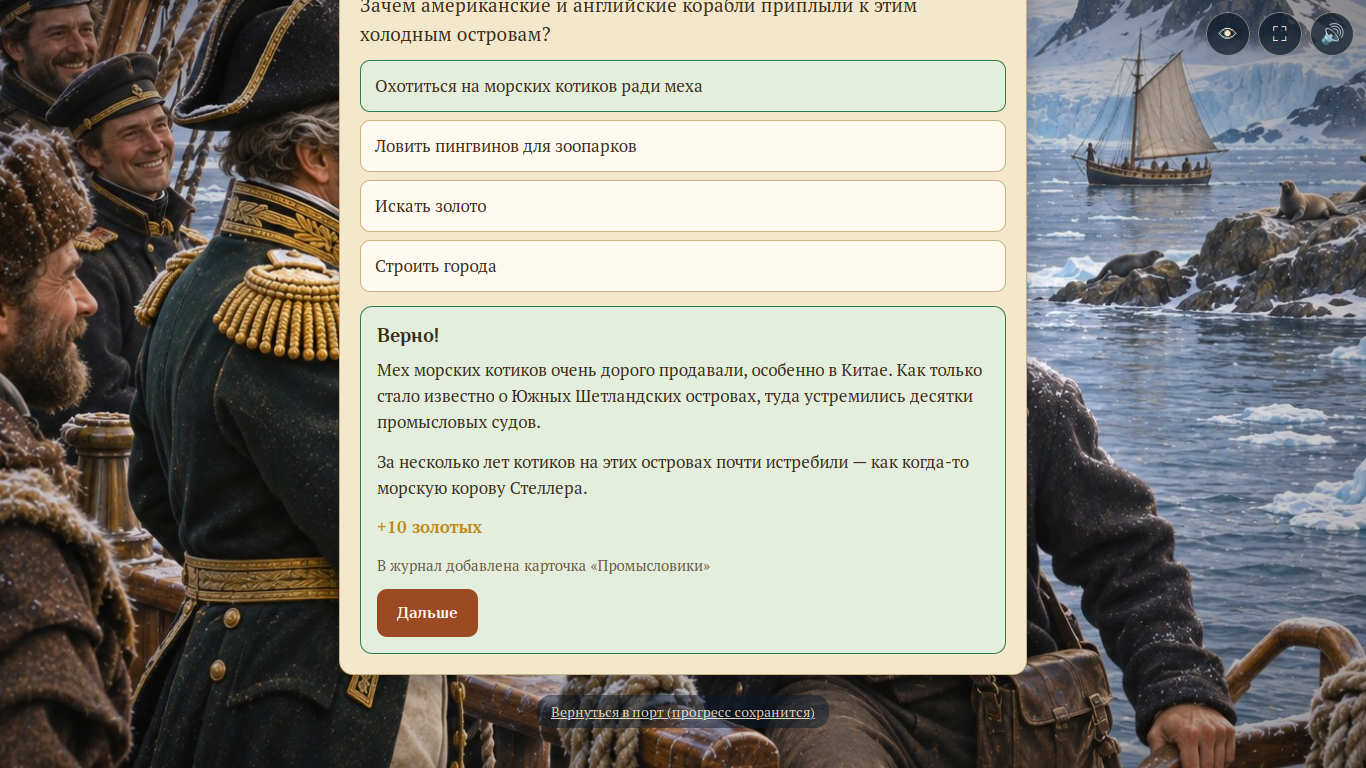 Зачем американские и английские корабли приплыли к этим
холодным островам?
Охотиться на морских котиков ради меха
Ловить пингвинов для зоопарков
Искать золото
Строить города
Верно!
Мех морских котиков очень дорого продавали, особенно в Китае. Как только
стало известно о Южных Шетландских островах, туда устремились десятки
промысловых судов.
За несколько лет котиков на этих островах почти истребили — как когда-то
морскую корову Стеллера.
+10 золотых
В журнал добавлена карточка «Промысловики»
Дальше
Вернуться в порт (прогресс сохранится)